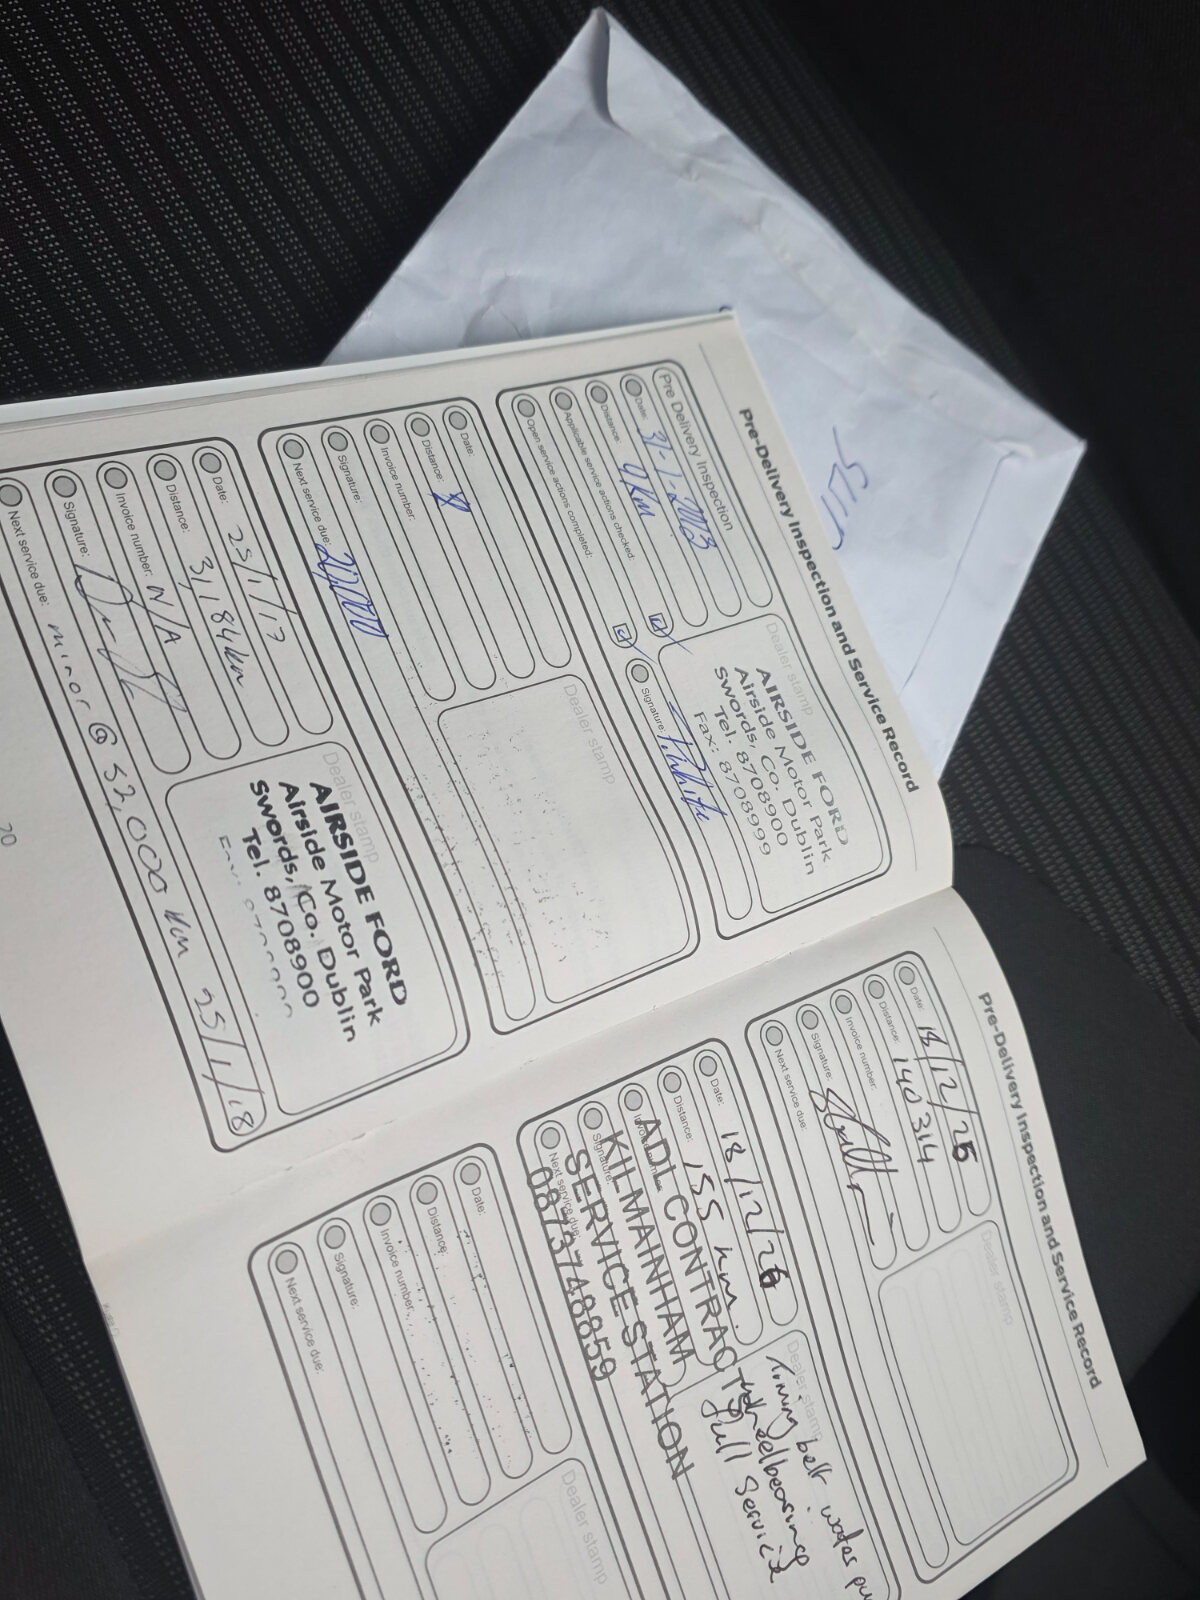 Pre-Delivery Inspection and Service Record
Pre Delivery Inspection
Date: 31-1-2013
Distance: 9km
Applicable service actions checked:
Open service actions completed:
Signature:
Dealer stamp
AIRSIDE FORD
Airside Motor Park
Swords, Co. Dublin
Tel. 8708900
Fax: 8708999
Date:
Distance:
Invoice number:
Signature:
Next service due: 20,000
Dealer stamp
Date: 25/1/17
Distance: 31,184km
Invoice number: N/A
Signature:
Next service due: minor @ 52,000 km 25/1/18
Dealer stamp
AIRSIDE FORD
Airside Motor Park
Swords, Co. Dublin
Tel. 8708900
20
Pre-Delivery Inspection and Service Record
Date: 18/12/25
Distance: 140 314
Invoice number:
Signature:
Next service due:
Dealer stamp
Date: 18/12/26
Distance: 155 km.
Signature:
Next service due:
ADL CONTRACTS
KILMAINHAM
SERVICE STATION
0873748859
Dealer stamp
Timing belt
wheelbearings
full Service
Date:
Distance:
Invoice number:
Signature:
Next service due:
Dealer stamp